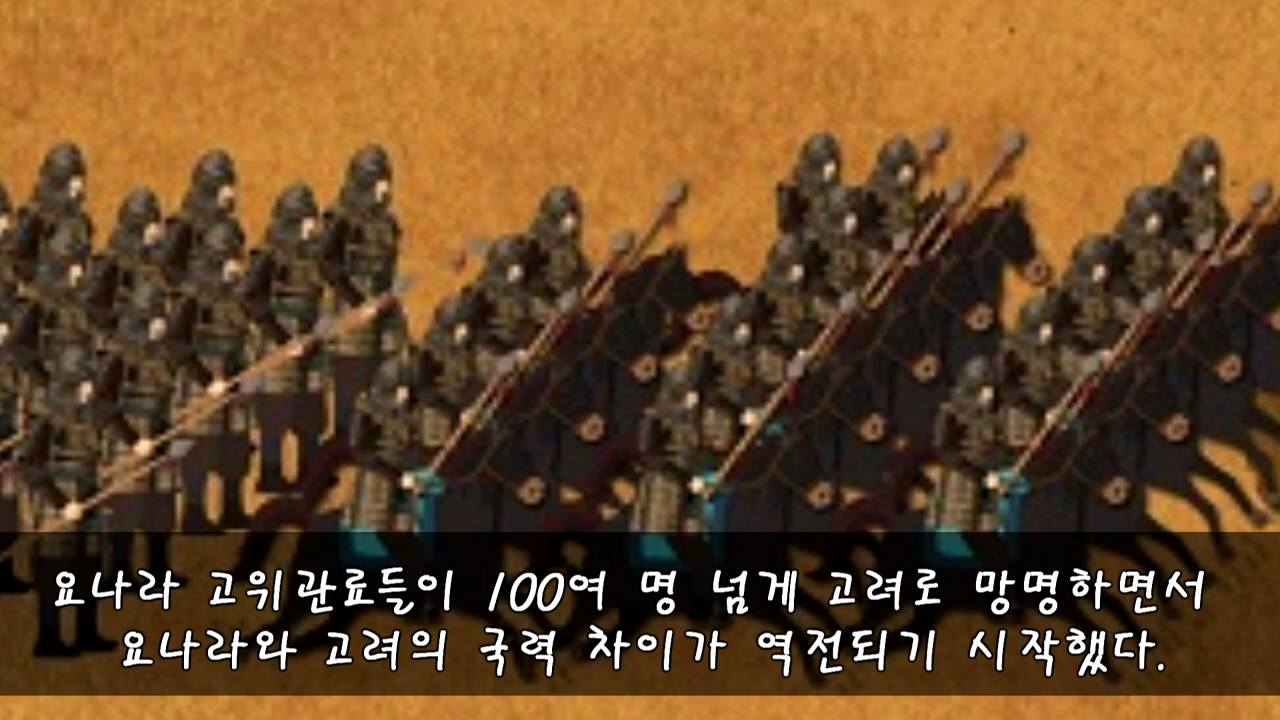 요나라 고위관료들이 100여 명 넘게 고려로 망명하면서
요나라와 고려의 국력 차이가 역전되기 시작했다.